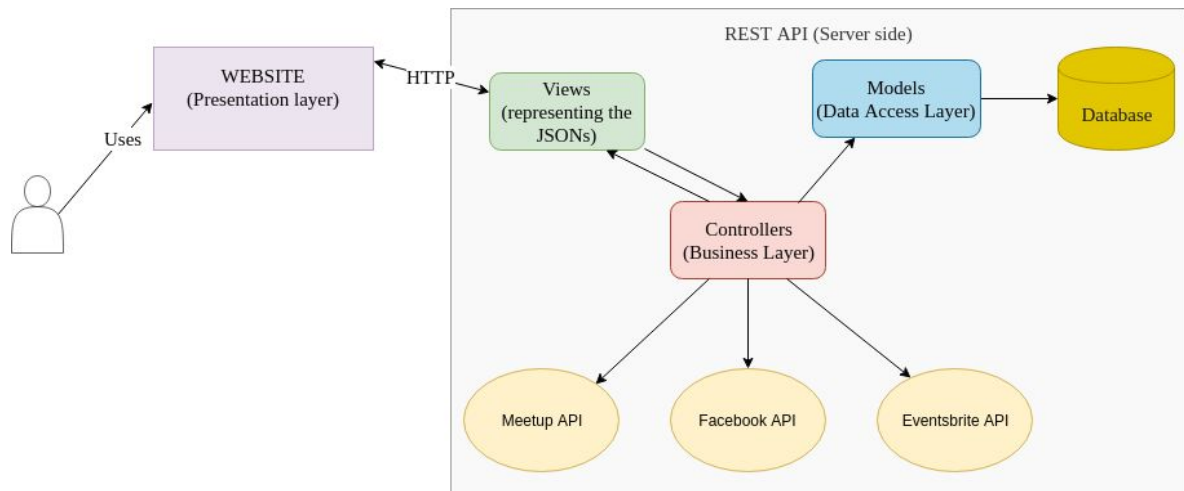 REST API (Server side)
WEBSITE
(Presentation layer)
HTTP
Views
(representing the
JSONs)
Models
(Data Access Layer)
Database
Uses
Controllers
(Business Layer)
Meetup API
Facebook API
Eventsbrite API